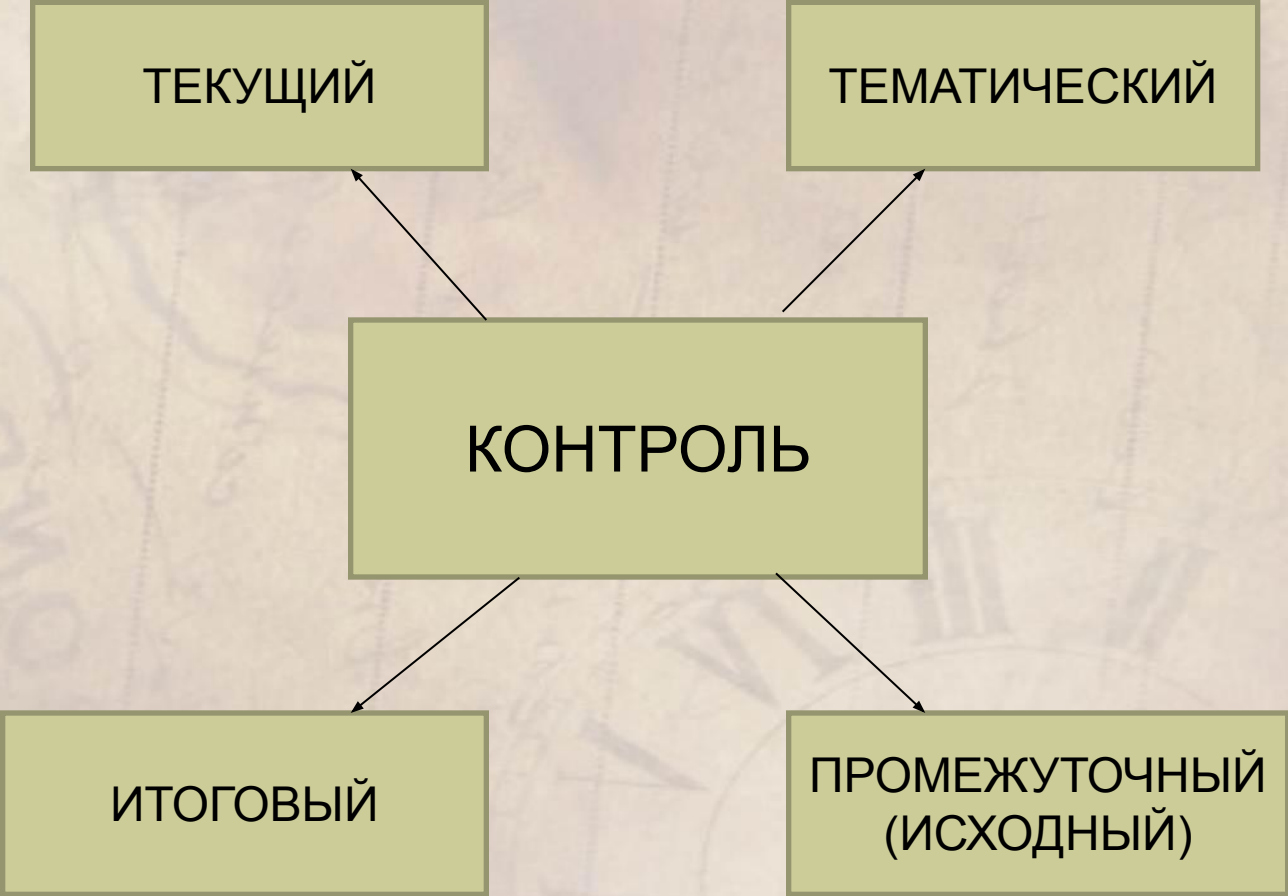 ТЕКУЩИЙ
ТЕМАТИЧЕСКИЙ
КОНТРОЛЬ
ИТОГОВЫЙ
ПРОМЕЖУТОЧНЫЙ
(ИСХОДНЫЙ)